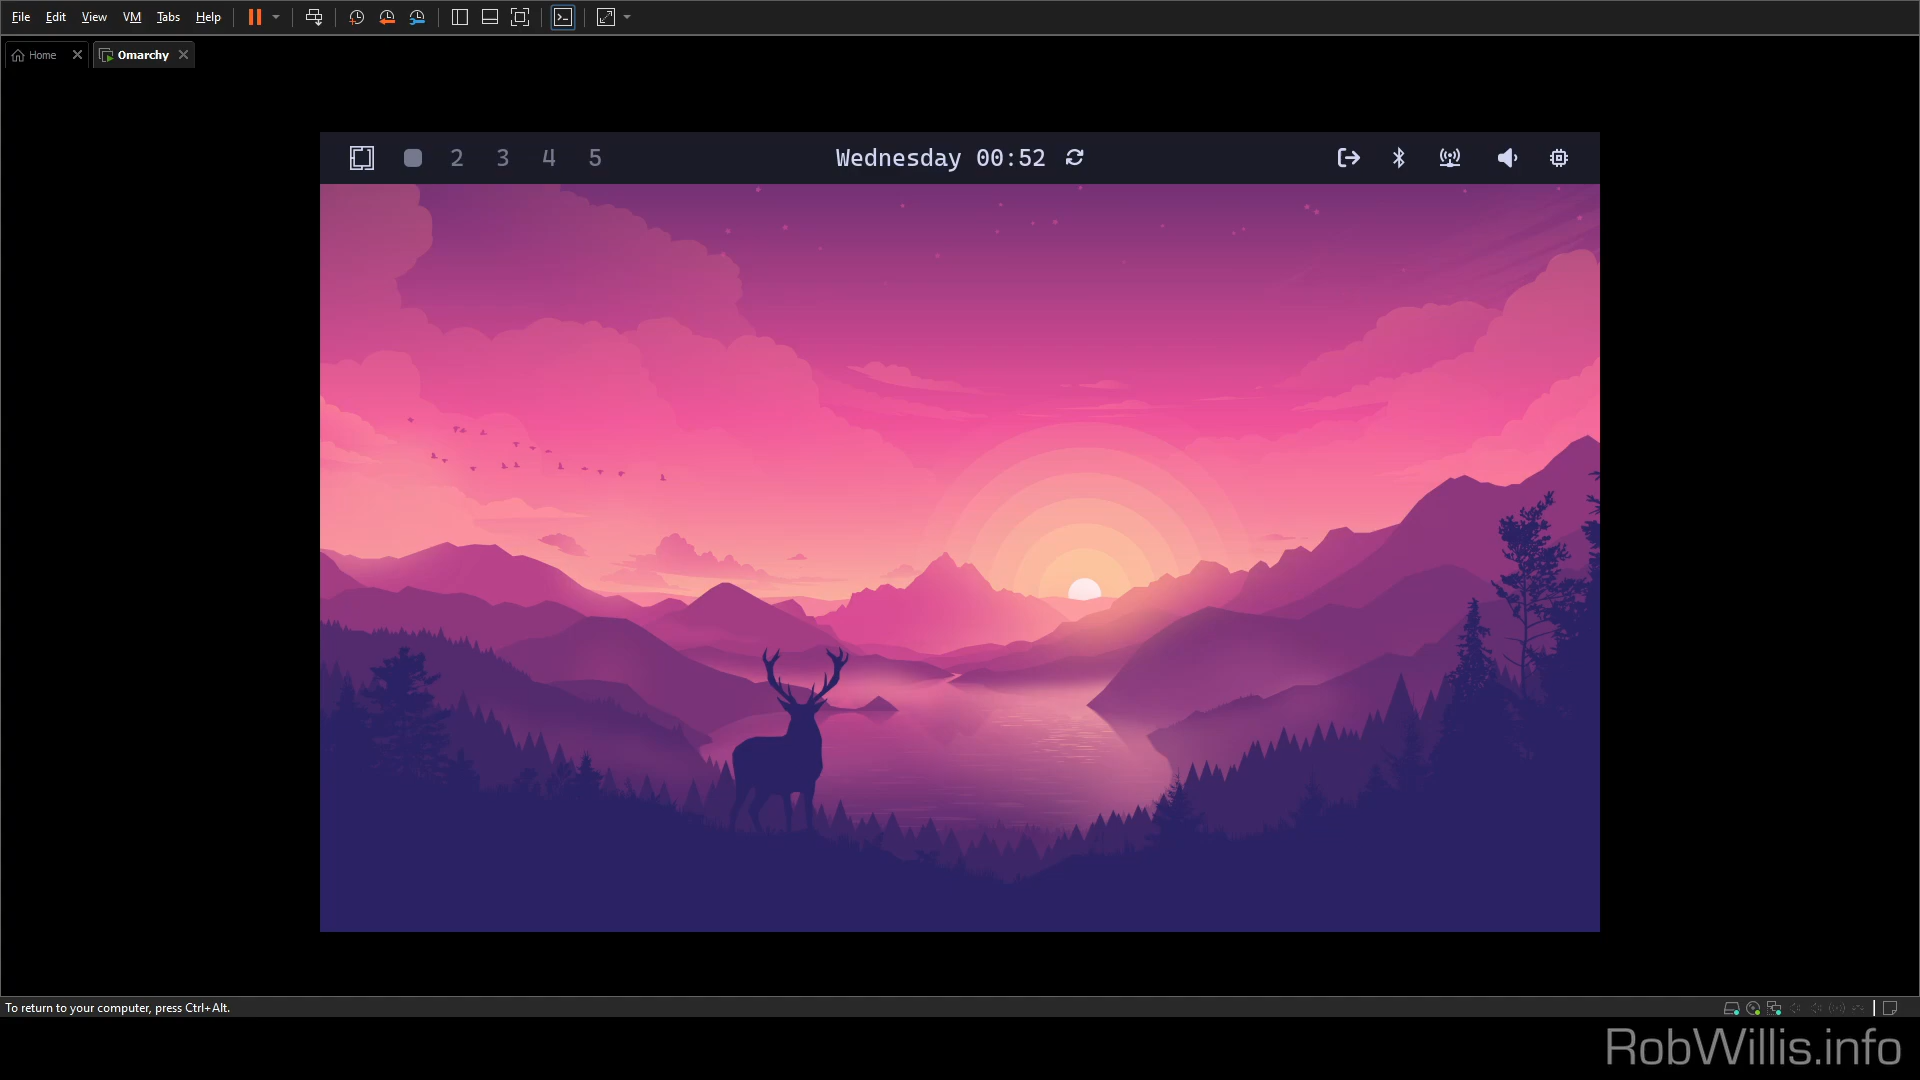 File Edit View VM Tabs Help
Home Omarchy
2 3 4 5 Wednesday 00:52
To return to your computer, press Ctrl+Alt.
RobWillis.info